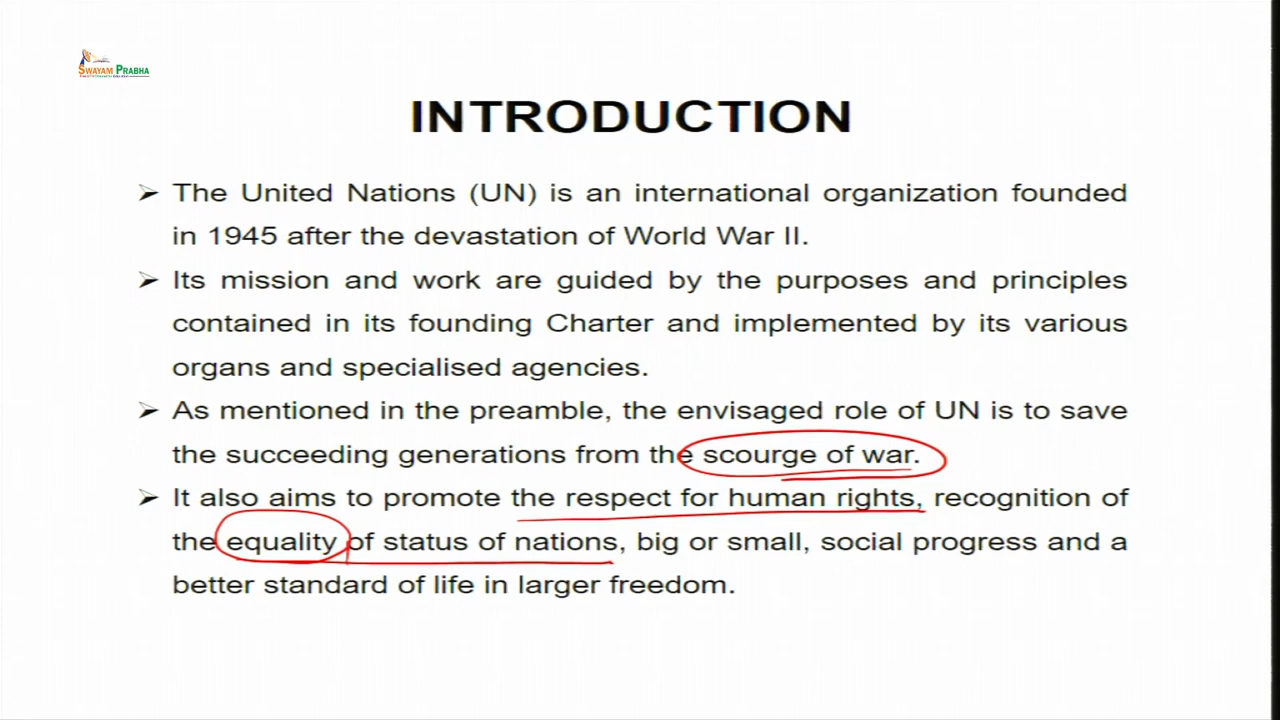 SWAYAM PRABHA
INTRODUCTION
➢ The United Nations (UN) is an international organization founded
in 1945 after the devastation of World War II.
➢ Its mission and work are guided by the purposes and principles
contained in its founding Charter and implemented by its various
organs and specialised agencies.
➢ As mentioned in the preamble, the envisaged role of UN is to save
the succeeding generations from the scourge of war.
➢ It also aims to promote the respect for human rights, recognition of
the equality of status of nations, big or small, social progress and a
better standard of life in larger freedom.